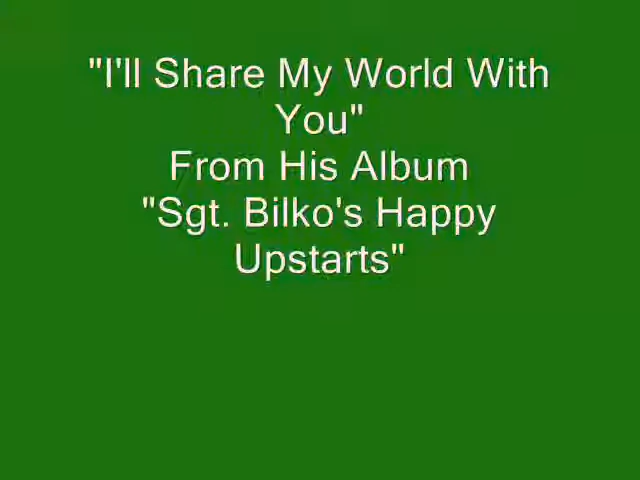 "I'll Share My World With
You"
From His Album
"Sgt. Bilko's Happy
Upstarts"